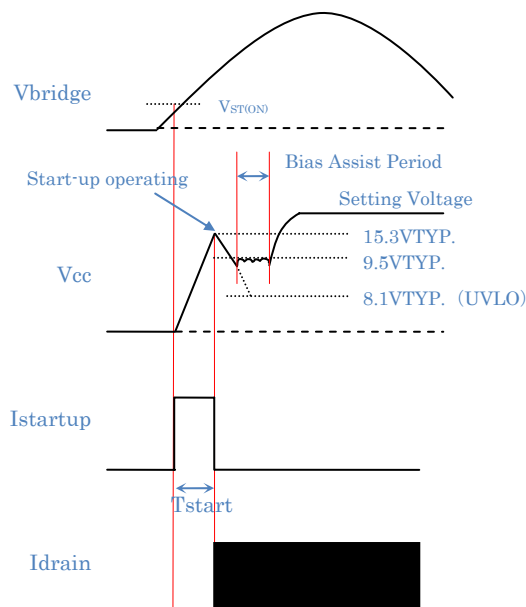 Vbridge
VST(ON)
Bias Assist Period
Start-up operating
Setting Voltage
15.3VTYP.
9.5VTYP.
Vcc
8.1VTYP. (UVLO)
Istartup
Tstart
Idrain